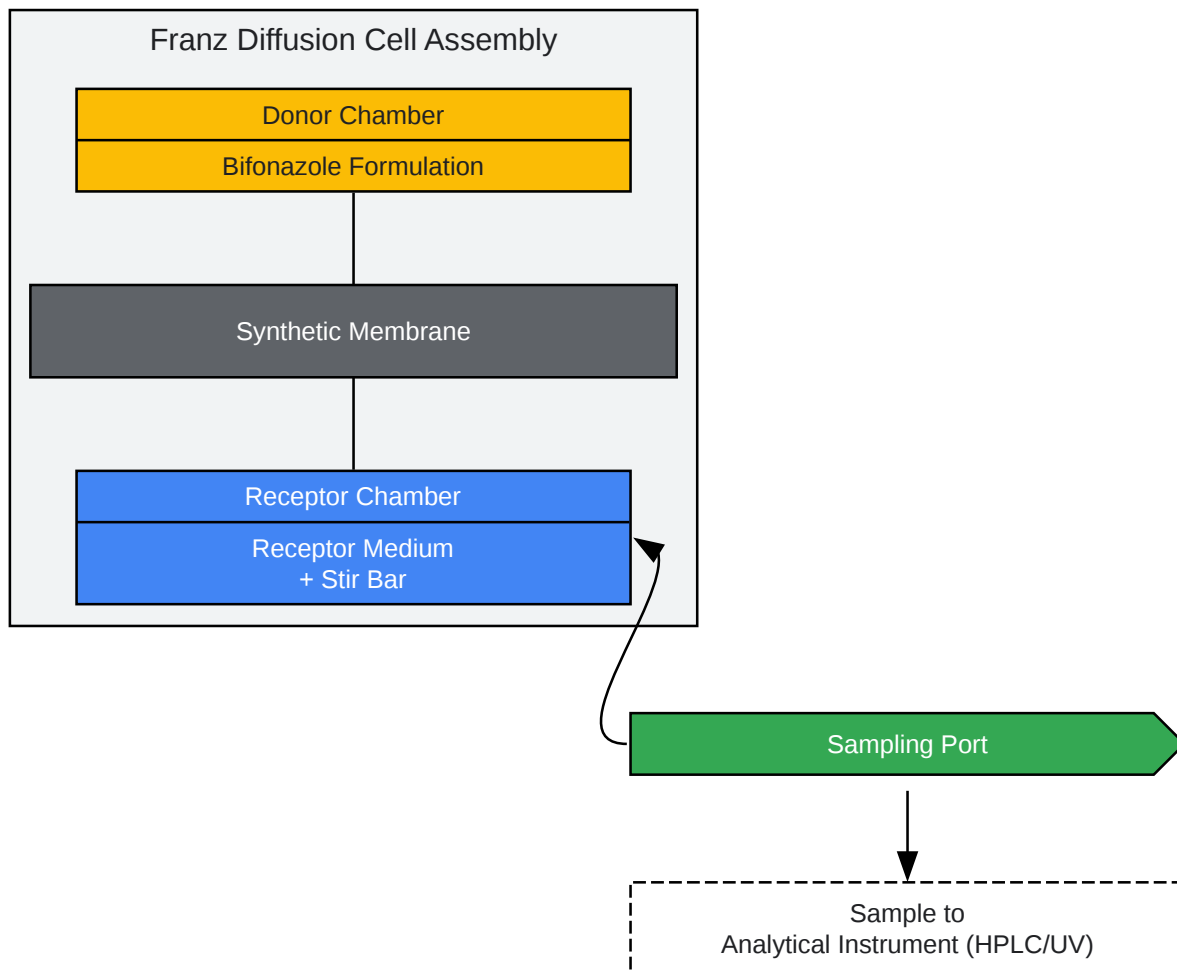 Franz Diffusion Cell Assembly
Donor Chamber
Bifonazole Formulation
Synthetic Membrane
Receptor Chamber
Receptor Medium
+ Stir Bar
Sampling Port
Sample to
Analytical Instrument (HPLC/UV)